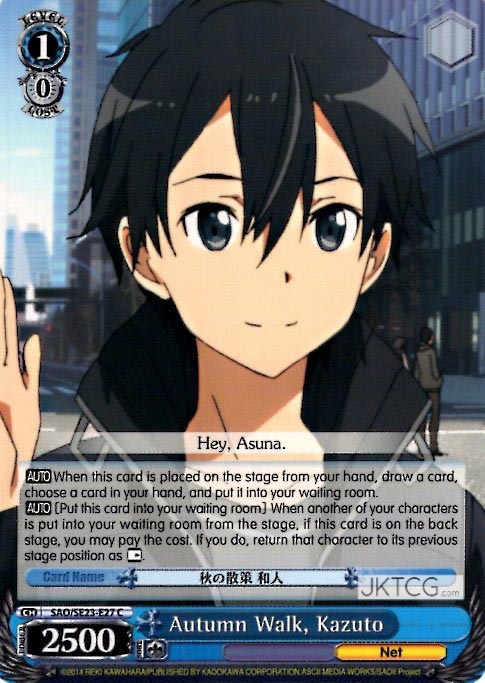 LEVEL
1
0
COST
Hey, Asuna.
AUTO When this card is placed on the stage from your hand, draw a card,
choose a card in your hand, and put it into your waiting room.
AUTO [Put this card into your waiting room] When another of your characters
is put into your waiting room from the stage, if this card is on the back
stage, you may pay the cost. If you do, return that character to its previous
stage position as
Card Name
秋の散策 和人
JKTCG.com
CH SAO/SE23-E27 C
POWER 2500
Autumn Walk, Kazuto
Net
©2014 REKI KAWAHARA/PUBLISHED BY KADOKAWA CORPORATION ASCII MEDIA WORKS/SAOII Project